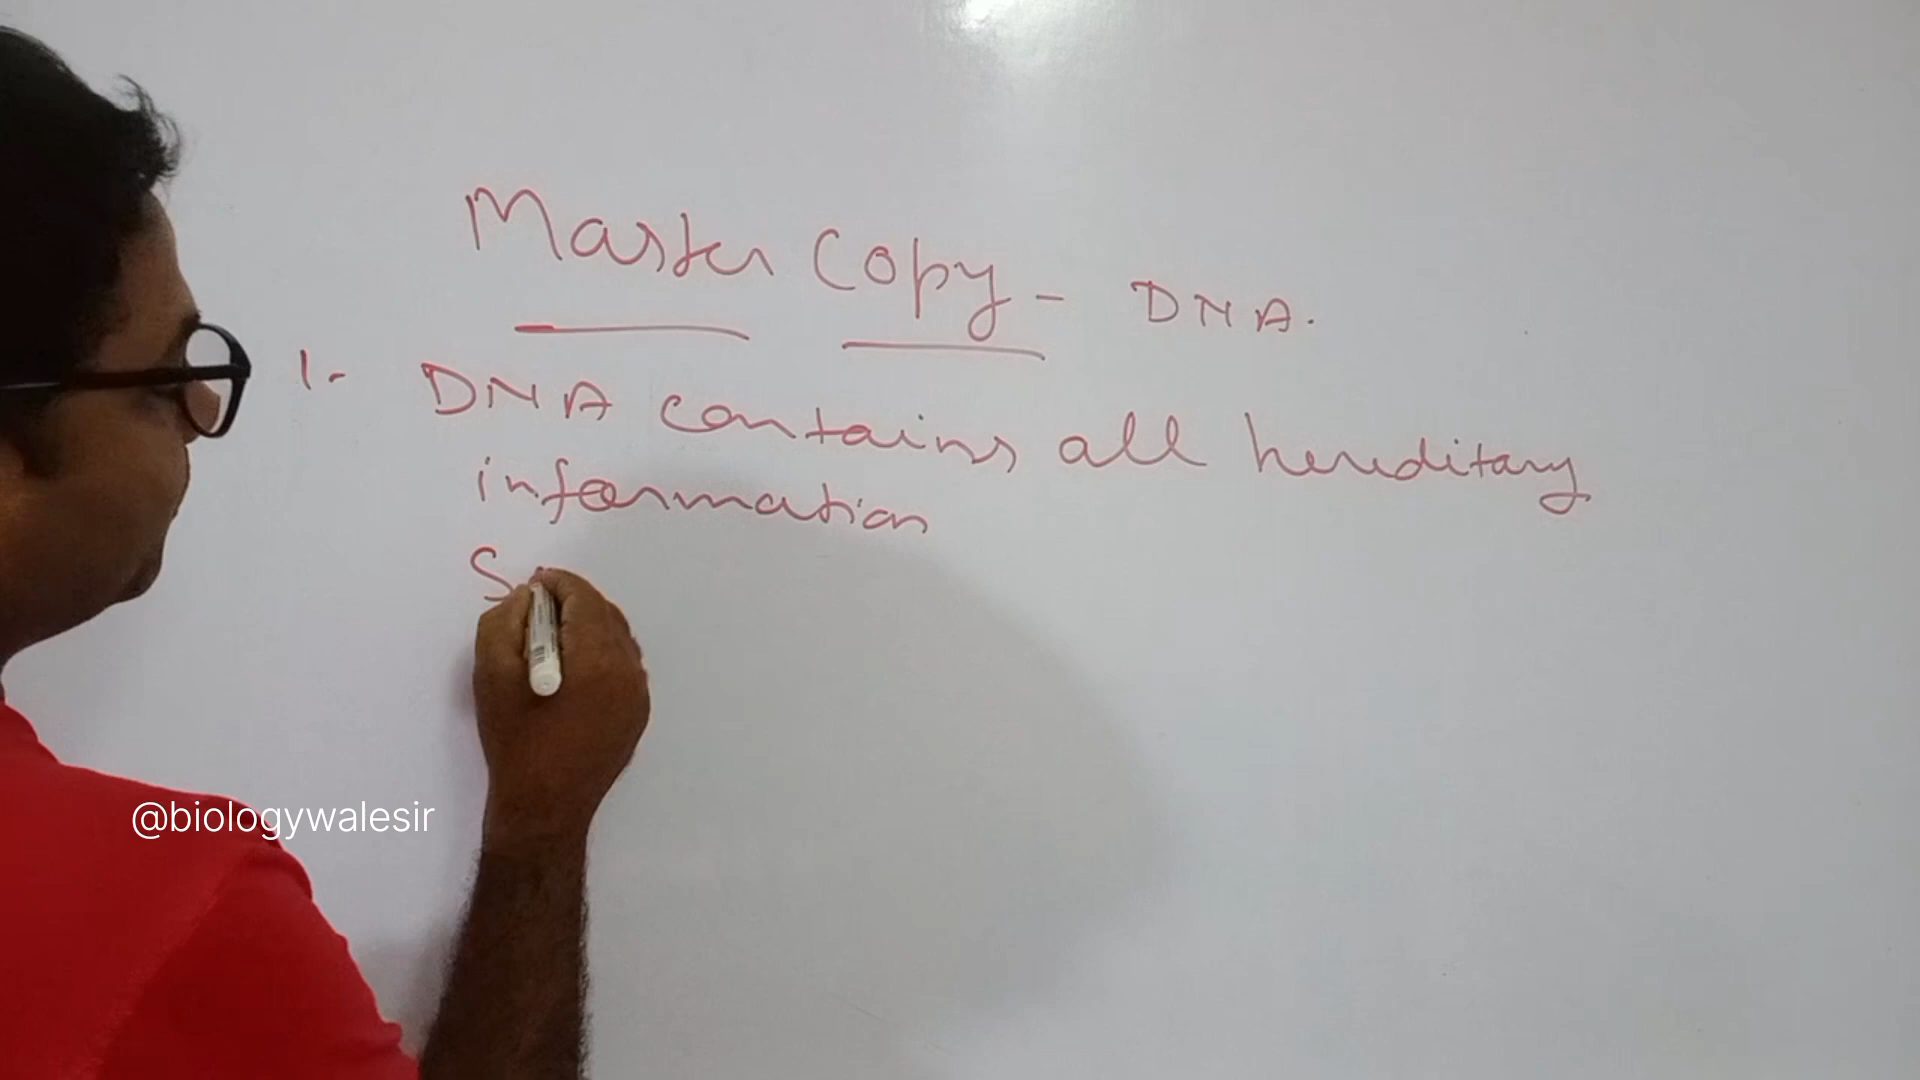 Master Copy - DNA.
1- DNA contains all hereditary
information
S
@biologywalesir